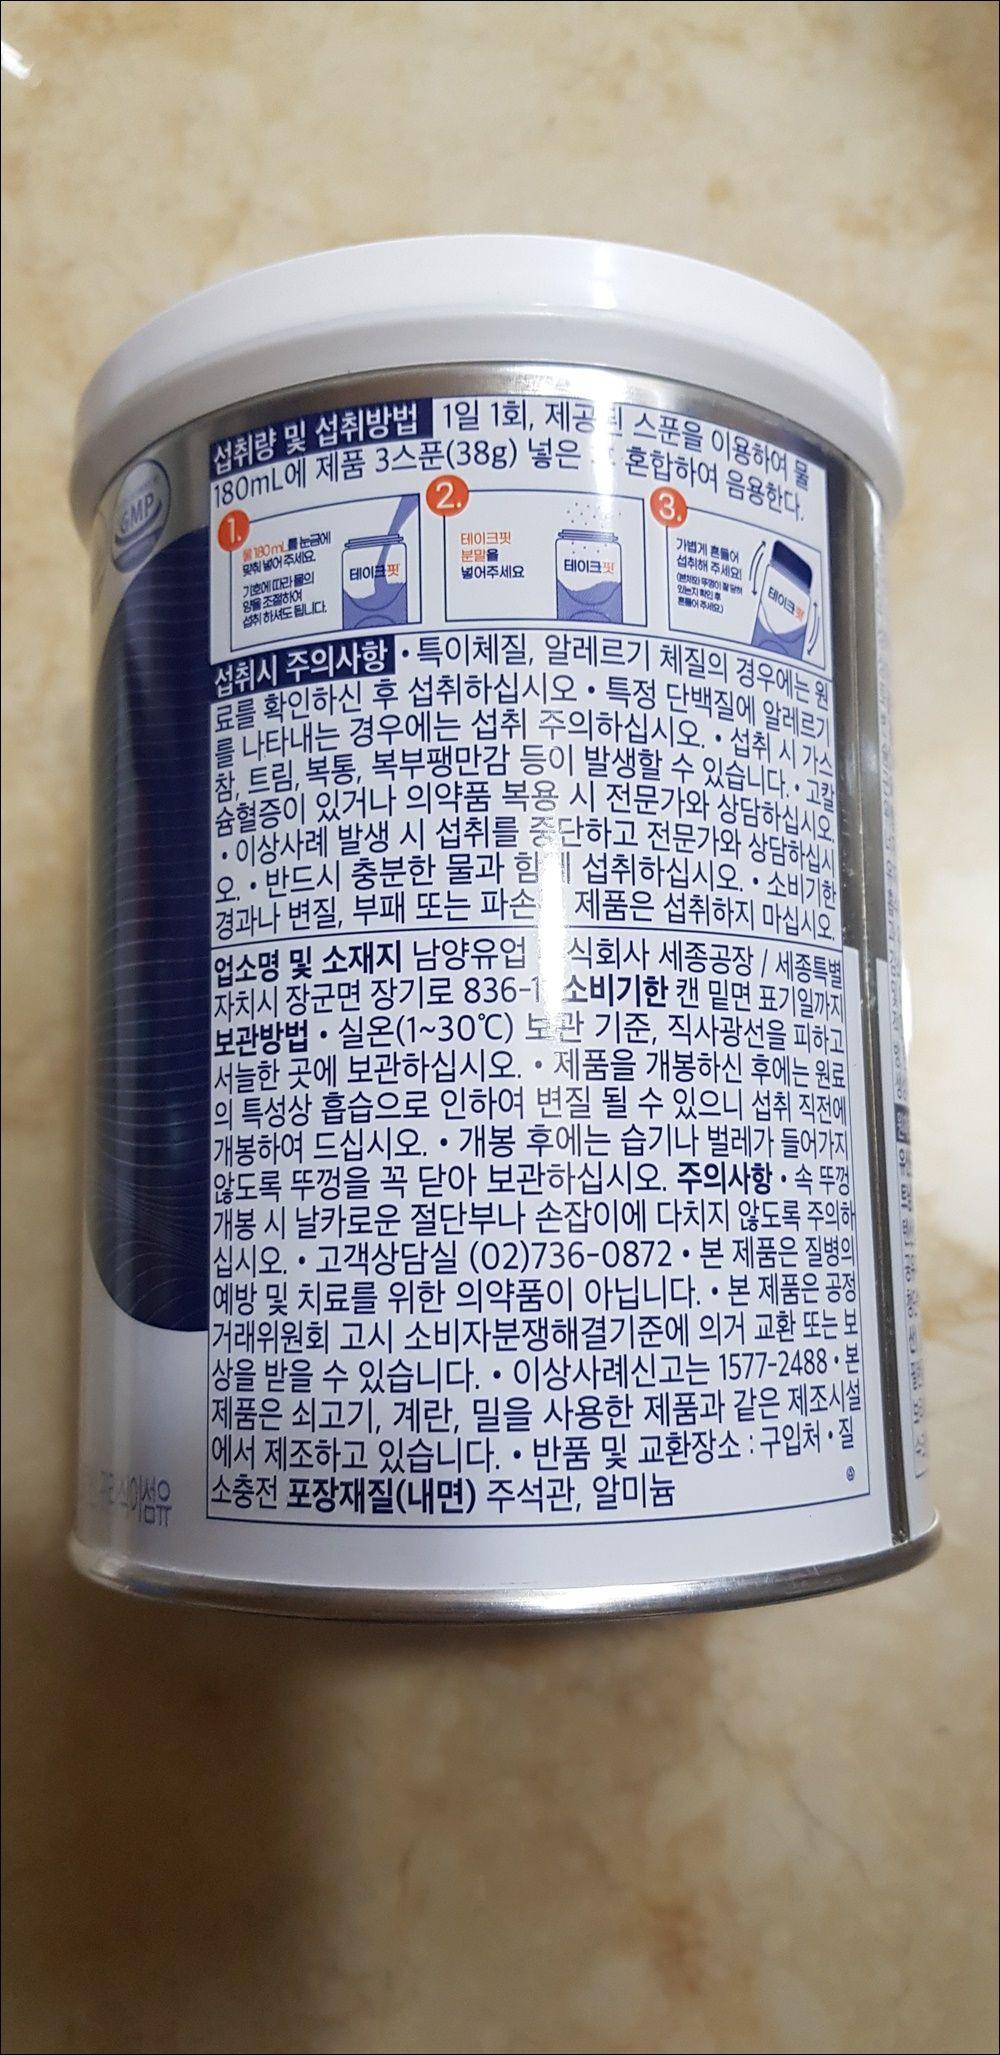 GMP
섭취량 및 섭취방법 1일 1회, 제공된 스푼을 이용하여 물
180mL에 제품 3스푼(38g) 넣은 혼합하여 음용한다.
1.
물 180mL를 눈금에
맞춰 넣어 주세요.
기호에 따라 물의
양을 조절하여
섭취 하셔도 됩니다.
테이크핏
2.
테이크핏
분말을
넣어주세요
테이크핏
3.
가볍게 흔들어
섭취해 주세요!
(본체와 뚜껑이 잘 닫혀
있는지 확인 후
흔들어 주세요.)
테이크핏
섭취시 주의사항 • 특이체질, 알레르기 체질의 경우에는 원
료를 확인하신 후 섭취하십시오 • 특정 단백질에 알레르기
를 나타내는 경우에는 섭취 주의하십시오. • 섭취 시 가스
참, 트림, 복통, 복부팽만감 등이 발생할 수 있습니다. • 고칼
슘혈증이 있거나 의약품 복용 시 전문가와 상담하십시오.
• 이상사례 발생 시 섭취를 중단하고 전문가와 상담하십시
오. • 반드시 충분한 물과 함께 섭취하십시오. • 소비기한
경과나 변질, 부패 또는 파손 제품은 섭취하지 마십시오.
업소명 및 소재지 남양유업 식회사 세종공장 / 세종특별
자치시 장군면 장기로 836- 소비기한 캔 밑면 표기일까지
보관방법 • 실온(1~30℃) 보관 기준, 직사광선을 피하고
서늘한 곳에 보관하십시오. • 제품을 개봉하신 후에는 원료
의 특성상 흡습으로 인하여 변질 될 수 있으니 섭취 직전에
개봉하여 드십시오. • 개봉 후에는 습기나 벌레가 들어가지
않도록 뚜껑을 꼭 닫아 보관하십시오. 주의사항 • 속 뚜껑
개봉 시 날카로운 절단부나 손잡이에 다치지 않도록 주의하
십시오. • 고객상담실 (02)736-0872 • 본 제품은 질병의
예방 및 치료를 위한 의약품이 아닙니다. • 본 제품은 공정
거래위원회 고시 소비자분쟁해결기준에 의거 교환 또는 보
상을 받을 수 있습니다. • 이상사례신고는 1577-2488 • 본
제품은 쇠고기, 계란, 밀을 사용한 제품과 같은 제조시설
에서 제조하고 있습니다. • 반품 및 교환장소 : 구입처 • 질
소충전 포장재질(내면) 주석관, 알미늄